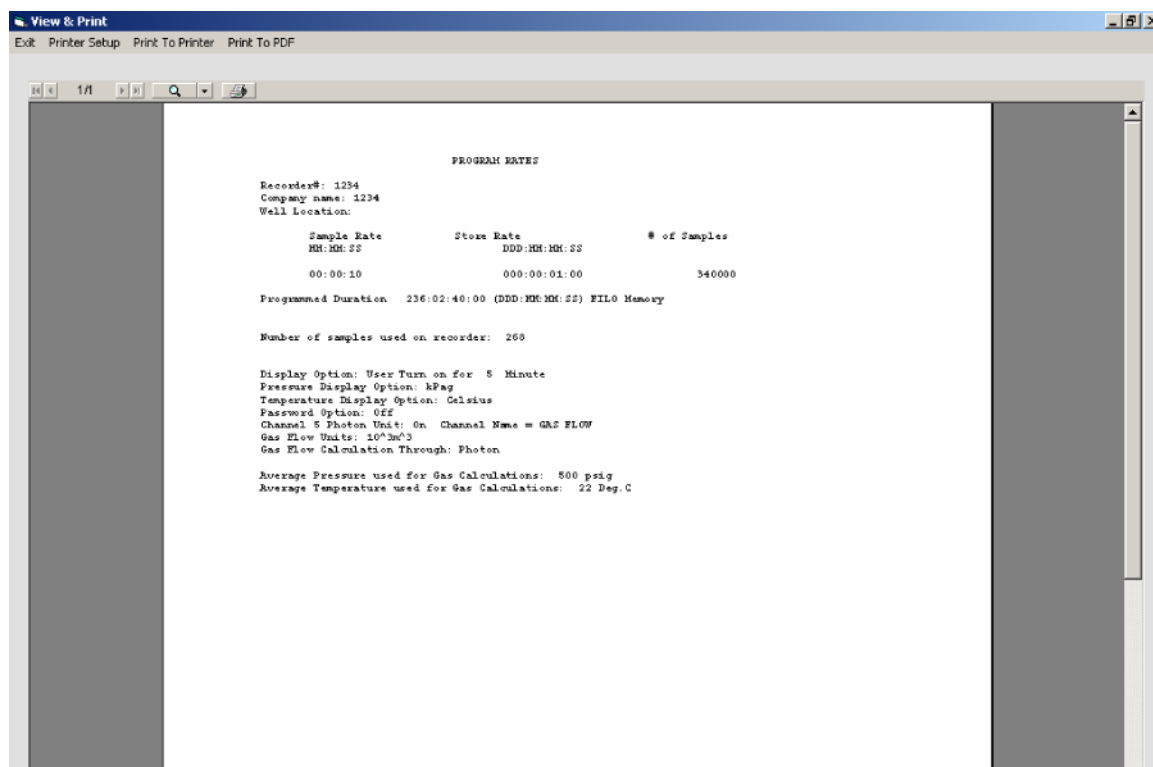 View & Print
Exit Printer Setup Print To Printer Print To PDF
1/1
PROGRAM RATES
Recorder#: 1234
Company name: 1234
Well Location:
Sample Rate Store Rate # of Samples
HH:MM:SS DDD:HH:MM:SS
00:00:10 000:00:01:00 340000
Programmed Duration 236:02:40:00 (DDD:HH:MM:SS) FILO Memory
Number of samples used on recorder: 268
Display Option: User Turn on for 5 Minute
Pressure Display Option: kPag
Temperature Display Option: Celsius
Password Option: Off
Channel 5 Photon Unit: On Channel Name = GAS FLOW
Gas Flow Units: 10^3m^3
Gas Flow Calculation Through: Photon
Average Pressure used for Gas Calculations: 500 psig
Average Temperature used for Gas Calculations: 22 Deg.C